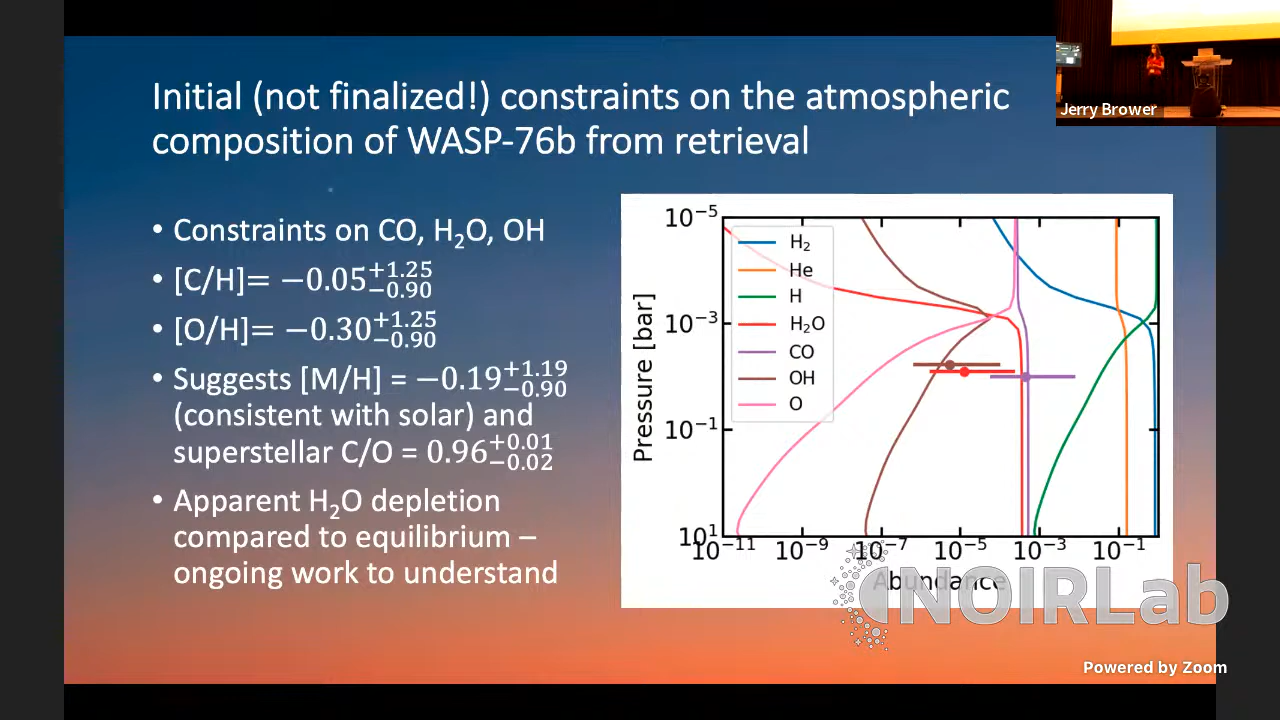 Initial (not finalized!) constraints on the atmospheric
composition of WASP-76b from retrieval
Jerry Brower
• Constraints on CO, H₂O, OH
• [C/H]= −0.05+1.25−0.90
• [O/H]= −0.30+1.25−0.90
• Suggests [M/H] = −0.19+1.19−0.90
(consistent with solar) and
superstellar C/O = 0.96+0.01−0.02
• Apparent H₂O depletion
compared to equilibrium –
ongoing work to understand
Pressure [bar]
10⁻⁵
10⁻³
10⁻¹
10¹
H₂
He
H
H₂O
CO
OH
O
10⁻¹¹ 10⁻⁹ 10⁻⁷ 10⁻⁵ 10⁻³ 10⁻¹
Abundance
NOIRLab
Powered by Zoom